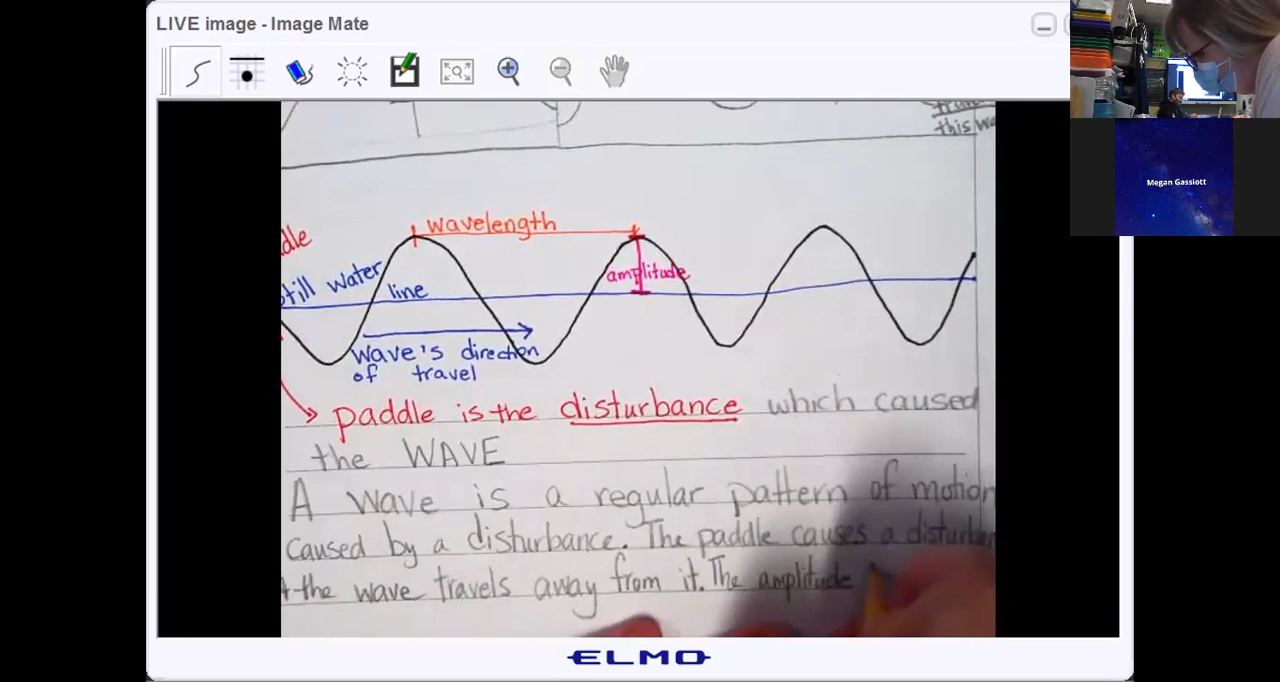 LIVE image - Image Mate
this
wavelength
amplitude
still water
line
wave's direction
of travel
paddle is the disturbance which caused
the WAVE
A wave is a regular pattern of motion
caused by a disturbance. The paddle causes a
the wave travels away from it. The amplitude
ELMO
Megan Gassiott